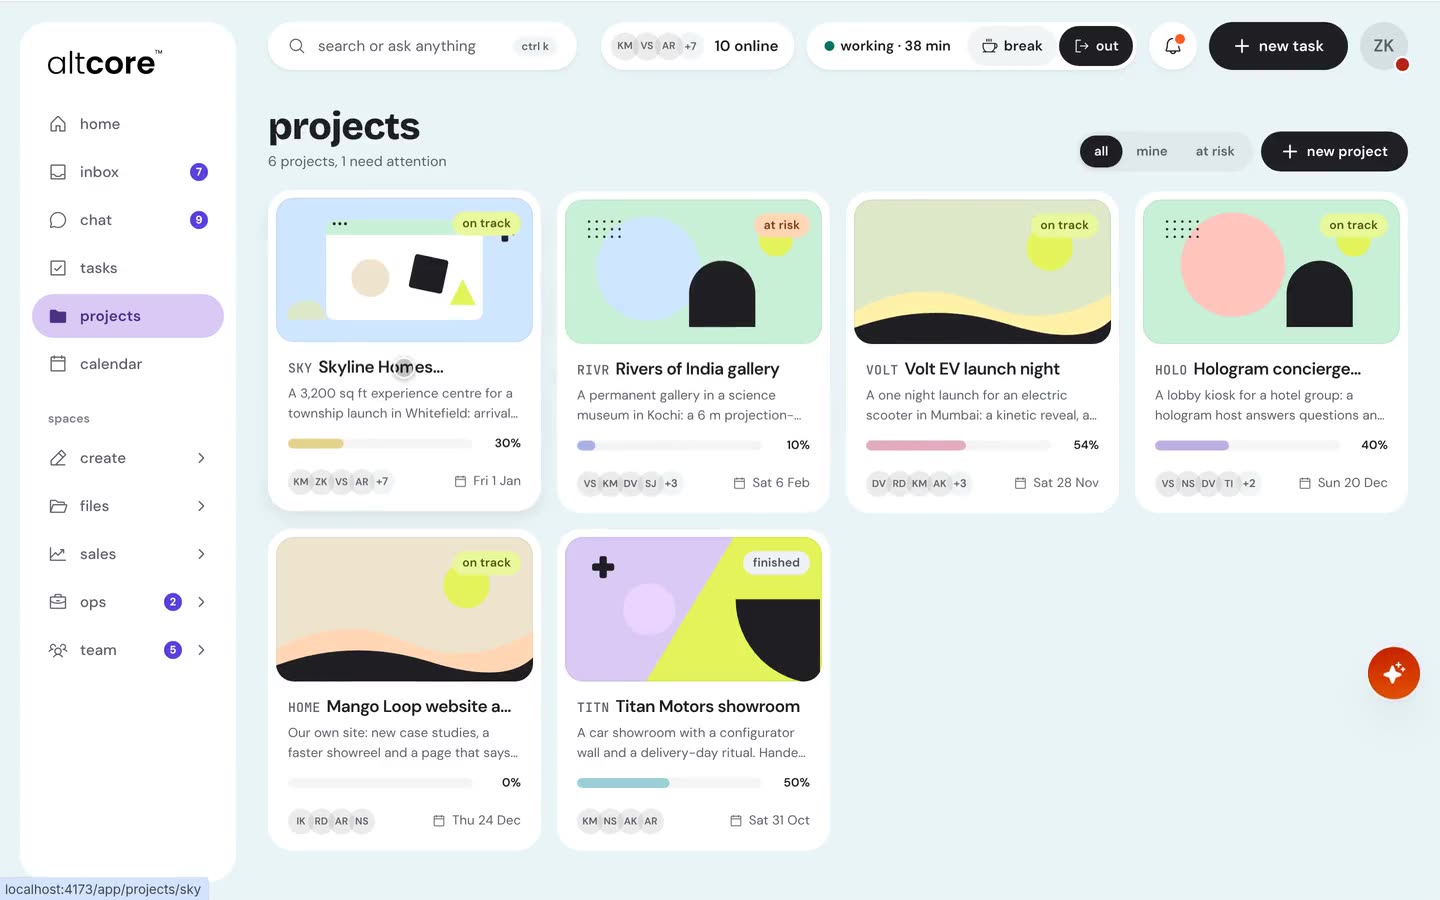 altcore™
search or ask anything
ctrl k
KM VS AR +7
10 online
working · 38 min
break
out
new task
ZK
home
inbox
7
chat
9
tasks
projects
calendar
spaces
create
files
sales
ops
2
team
5
projects
6 projects, 1 need attention
all
mine
at risk
new project
on track
SKY Skyline Homes...
A 3,200 sq ft experience centre for a
township launch in Whitefield: arrival...
30%
KM ZK VS AR +7
Fri 1 Jan
at risk
RIVR Rivers of India gallery
A permanent gallery in a science
museum in Kochi: a 6 m projection-...
10%
VS KM DV SJ +3
Sat 6 Feb
on track
VOLT Volt EV launch night
A one night launch for an electric
scooter in Mumbai: a kinetic reveal, a...
54%
DV RD KM AK +3
Sat 28 Nov
on track
HOLO Hologram concierge...
A lobby kiosk for a hotel group: a
hologram host answers questions an...
40%
VS NS DV TI +2
Sun 20 Dec
on track
HOME Mango Loop website a...
Our own site: new case studies, a
faster showreel and a page that says...
0%
IK RD AR NS
Thu 24 Dec
finished
TITN Titan Motors showroom
A car showroom with a configurator
wall and a delivery-day ritual. Hande...
50%
KM NS AK AR
Sat 31 Oct
localhost:4173/app/projects/sky